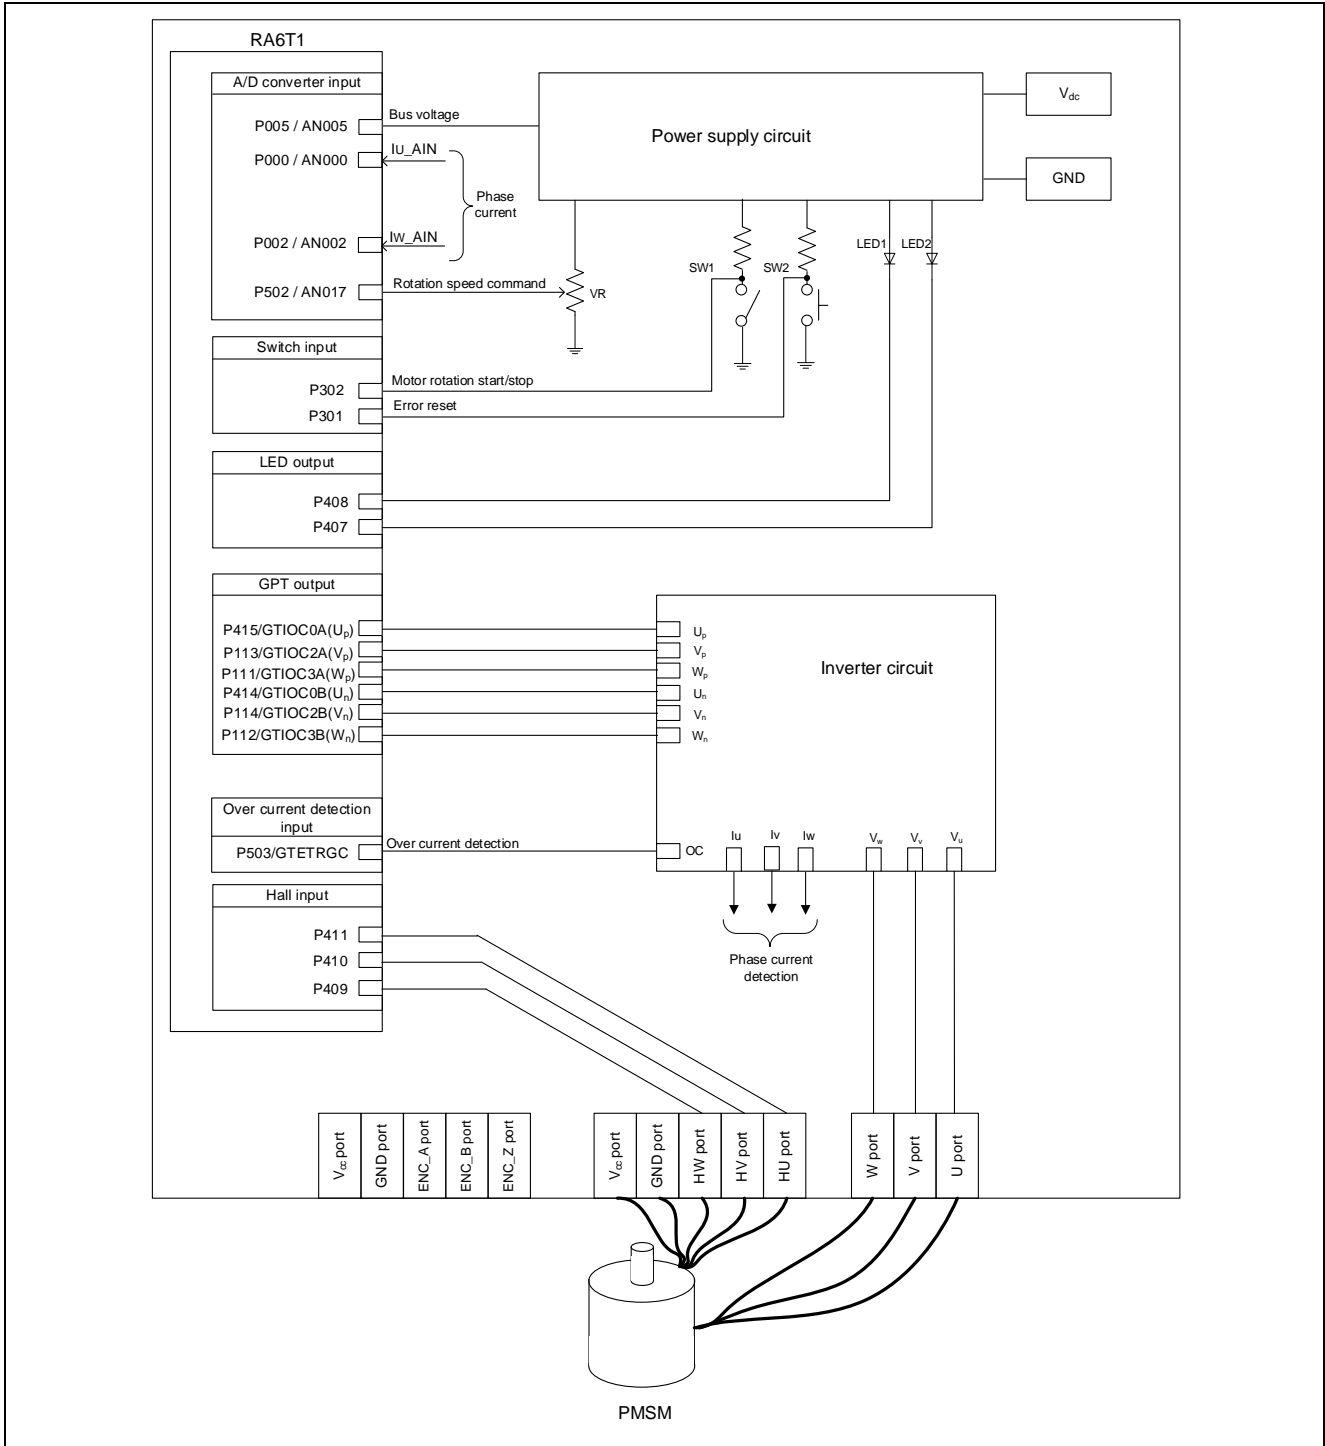 RA6T1
A/D converter input
P005 / AN005
Bus voltage
P000 / AN000
IU_AIN
Phase
current
P002 / AN002
IW_AIN
P502 / AN017
Rotation speed command
VR
Power supply circuit
Vdc
GND
SW1
SW2
LED1
LED2
Switch input
P302
Motor rotation start/stop
P301
Error reset
LED output
P408
P407
GPT output
P415/GTIOC0A(Up)
P113/GTIOC2A(Vp)
P111/GTIOC3A(Wp)
P414/GTIOC0B(Un)
P114/GTIOC2B(Vn)
P112/GTIOC3B(Wn)
Up
Vp
Wp
Un
Vn
Wn
Inverter circuit
Over current detection
input
P503/GTETRGC
Over current detection
OC
Iu
Iv
Iw
Vw
Vv
Vu
Phase current
detection
Hall input
P411
P410
P409
Vcc port
GND port
ENC_A port
ENC_B port
ENC_Z port
Vcc port
GND port
HW port
HV port
HU port
W port
V port
U port
PMSM